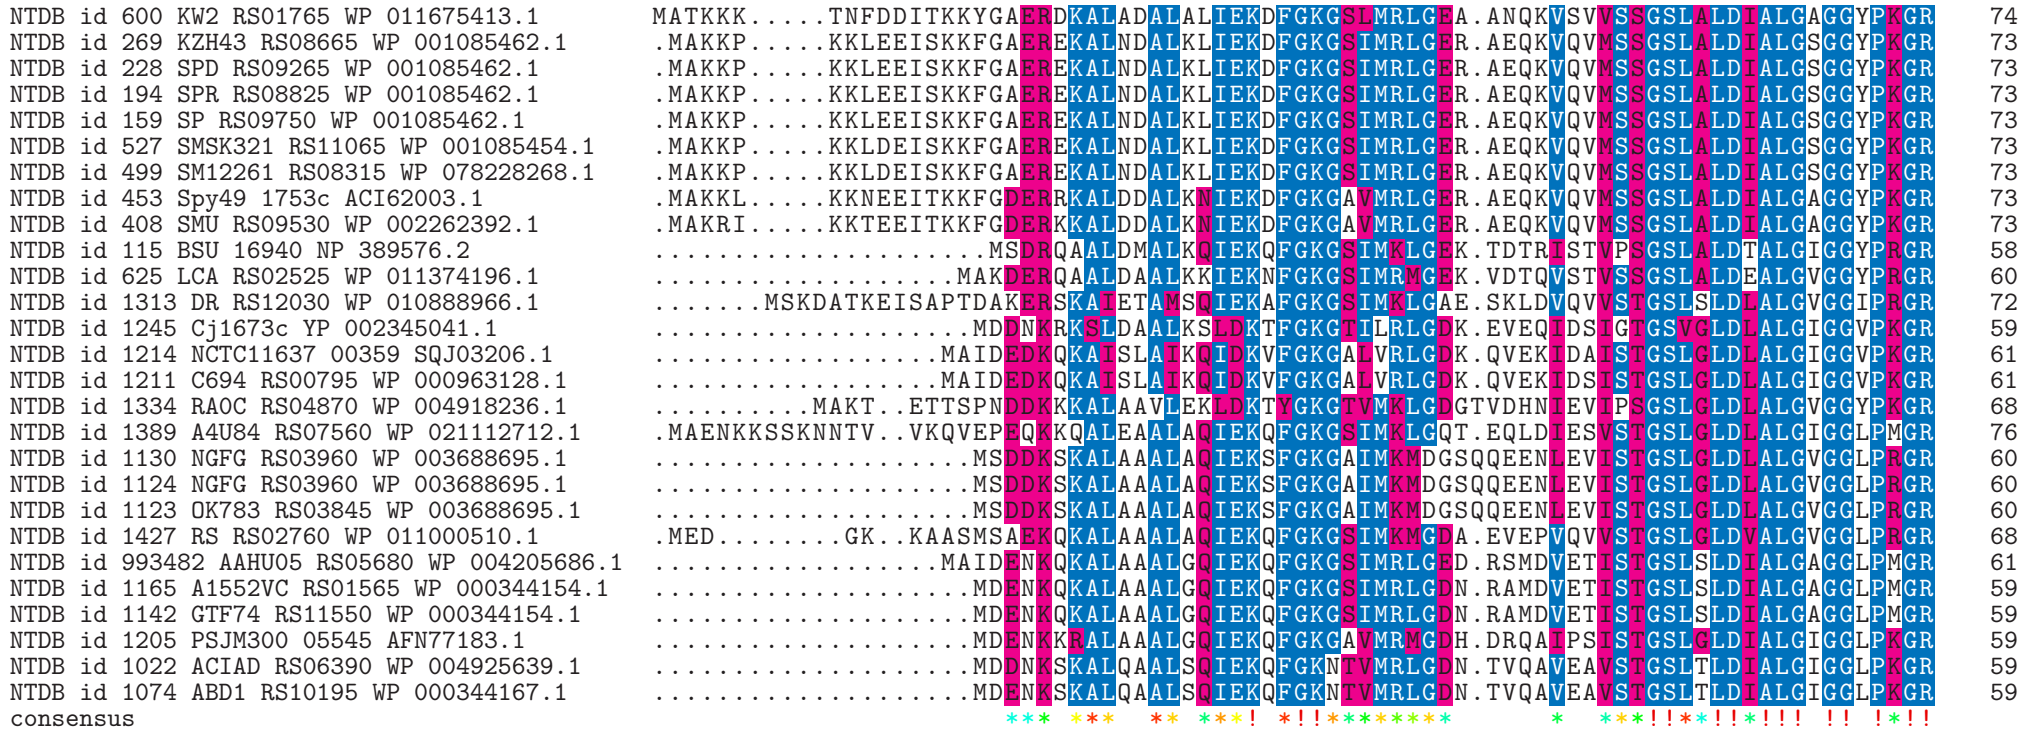 NTDB id 600 KW2 RS01765 WP 011675413.1 MATKKK.....TNFDDITKKYGAERDKALADALALIEKDFGKGSLMRLGEA.ANQKVSVVSSGSLALDIALGAGGYPKGR 74
NTDB id 269 KZH43 RS08665 WP 001085462.1 .MAKKP.....KKLEEISKKFGAEREKALNDALKLIEKDFGKGSIMRLGER.AEQKVQVMSSGSLALDIALGSGGYPKGR 73
NTDB id 228 SPD RS09265 WP 001085462.1 .MAKKP.....KKLEEISKKFGAEREKALNDALKLIEKDFGKGSIMRLGER.AEQKVQVMSSGSLALDIALGSGGYPKGR 73
NTDB id 194 SPR RS08825 WP 001085462.1 .MAKKP.....KKLEEISKKFGAEREKALNDALKLIEKDFGKGSIMRLGER.AEQKVQVMSSGSLALDIALGSGGYPKGR 73
NTDB id 159 SP RS09750 WP 001085462.1 .MAKKP.....KKLEEISKKFGAEREKALNDALKLIEKDFGKGSIMRLGER.AEQKVQVMSSGSLALDIALGSGGYPKGR 73
NTDB id 527 SMSK321 RS11065 WP 001085454.1 .MAKKP.....KKLDEISKKFGAEREKALNDALKLIEKDFGKGSIMRLGER.AEQKVQVMSSGSLALDIALGSGGYPKGR 73
NTDB id 499 SM12261 RS08315 WP 078228268.1 .MAKKP.....KKLDEISKKFGAEREKALNDALKLIEKDFGKGSIMRLGER.AEQKVQVMSSGSLALDIALGSGGYPKGR 73
NTDB id 453 Spy49 1753c ACI62003.1 .MAKKL.....KKNEEITKKFGDERRKALDDALKNIEKDFGKGAVMRLGER.AEQKVQVMSSGSLALDIALGAGGYPKGR 73
NTDB id 408 SMU RS09530 WP 002262392.1 .MAKRI.....KKTEEITKKFGDERKKALDDALKNIEKDFGKGAVMRLGER.AEQKVQVMSSGSLALDIALGAGGYPKGR 73
NTDB id 115 BSU 16940 NP 389576.2 .....................MSDRQAALDMALKQIEKQFGKGSIMKLGEK.TDTRISTVPSGSLALDTALGIGGYPRGR 58
NTDB id 625 LCA RS02525 WP 011374196.1 ...................MAKDERQAALDAALKKIEKNFGKGSIMRMGEK.VDTQVSTVSSGSLALDEALGVGGYPRGR 60
NTDB id 1313 DR RS12030 WP 010888966.1 .......MSKDATKEISAPTDAKERSKAIETAMSQIEKAFGKGSIMKLGAE.SKLDVQVVSTGSLSLDLALGVGGIPRGR 72
NTDB id 1245 Cj1673c YP 002345041.1 ....................MDDNKRKSLDAALKSLDKTFGKGTILRLGDK.EVEQIDSIGTGSVGLDLALGIGGVPKGR 59
NTDB id 1214 NCTC11637 00359 SQJ03206.1 ..................MAIDEDKQKAISLAIKQIDKVFGKGALVRLGDK.QVEKIDAISTGSLGLDLALGIGGVPKGR 61
NTDB id 1211 C694 RS00795 WP 000963128.1 ..................MAIDEDKQKAISLAIKQIDKVFGKGALVRLGDK.QVEKIDSISTGSLGLDLALGIGGVPKGR 61
NTDB id 1334 RA0C RS04870 WP 004918236.1 ..........MAKT..ETTSPNDDKKKALAAVLEKLDKTYGKGTVMKLGDGTVDHNIEVIPSGSLGLDLALGVGGYPKGR 68
NTDB id 1389 A4U84 RS07560 WP 021112712.1 .MAENKKSSKNNTV..VKQVEPEQKKQALEAALAQIEKQFGKGSIMKLGQT.EQLDIESVSTGSLGLDLALGIGGLPMGR 76
NTDB id 1130 NGFG RS03960 WP 003688695.1 ....................MSDDKSKALAAALAQIEKSFGKGAIMKMDGSQQEENLEVISTGSLGLDLALGVGGLPRGR 60
NTDB id 1124 NGFG RS03960 WP 003688695.1 ....................MSDDKSKALAAALAQIEKSFGKGAIMKMDGSQQEENLEVISTGSLGLDLALGVGGLPRGR 60
NTDB id 1123 OK783 RS03845 WP 003688695.1 ....................MSDDKSKALAAALAQIEKSFGKGAIMKMDGSQQEENLEVISTGSLGLDLALGVGGLPRGR 60
NTDB id 1427 RS RS02760 WP 011000510.1 .MED........GK..KAASMSAEKQKALAAALAQIEKQFGKGSIMKMGDA.EVEPVQVVSTGSLGLDVALGVGGLPRGR 68
NTDB id 993482 AAHU05 RS05680 WP 004205686.1 ..................MAIDENKQKALAAALGQIEKQFGKGSIMRLGED.RSMDVETISTGSLSLDIALGAGGLPMGR 61
NTDB id 1165 A1552VC RS01565 WP 000344154.1 ....................MDENKQKALAAALGQIEKQFGKGSIMRLGDN.RAMDVETISTGSLSLDIALGAGGLPMGR 59
NTDB id 1142 GTF74 RS11550 WP 000344154.1 ....................MDENKQKALAAALGQIEKQFGKGSIMRLGDN.RAMDVETISTGSLSLDIALGAGGLPMGR 59
NTDB id 1205 PSJM300 05545 AFN77183.1 ....................MDENKKRALAAALGQIEKQFGKGAVMRMGDH.DRQAIPSISTGSLGLDIALGIGGLPKGR 59
NTDB id 1022 ACIAD RS06390 WP 004925639.1 ....................MDDNKSKALQAALSQIEKQFGKNTVMRLGDN.TVQAVEAVSTGSLTLDIALGIGGLPKGR 59
NTDB id 1074 ABD1 RS10195 WP 000344167.1 ....................MDENKSKALQAALSQIEKQFGKNTVMRLGDN.TVQAVEAVSTGSLTLDIALGIGGLPKGR 59
consensus *** ***  ** ***! *!!********      *  ***!!**!!*!!! !! !*!!